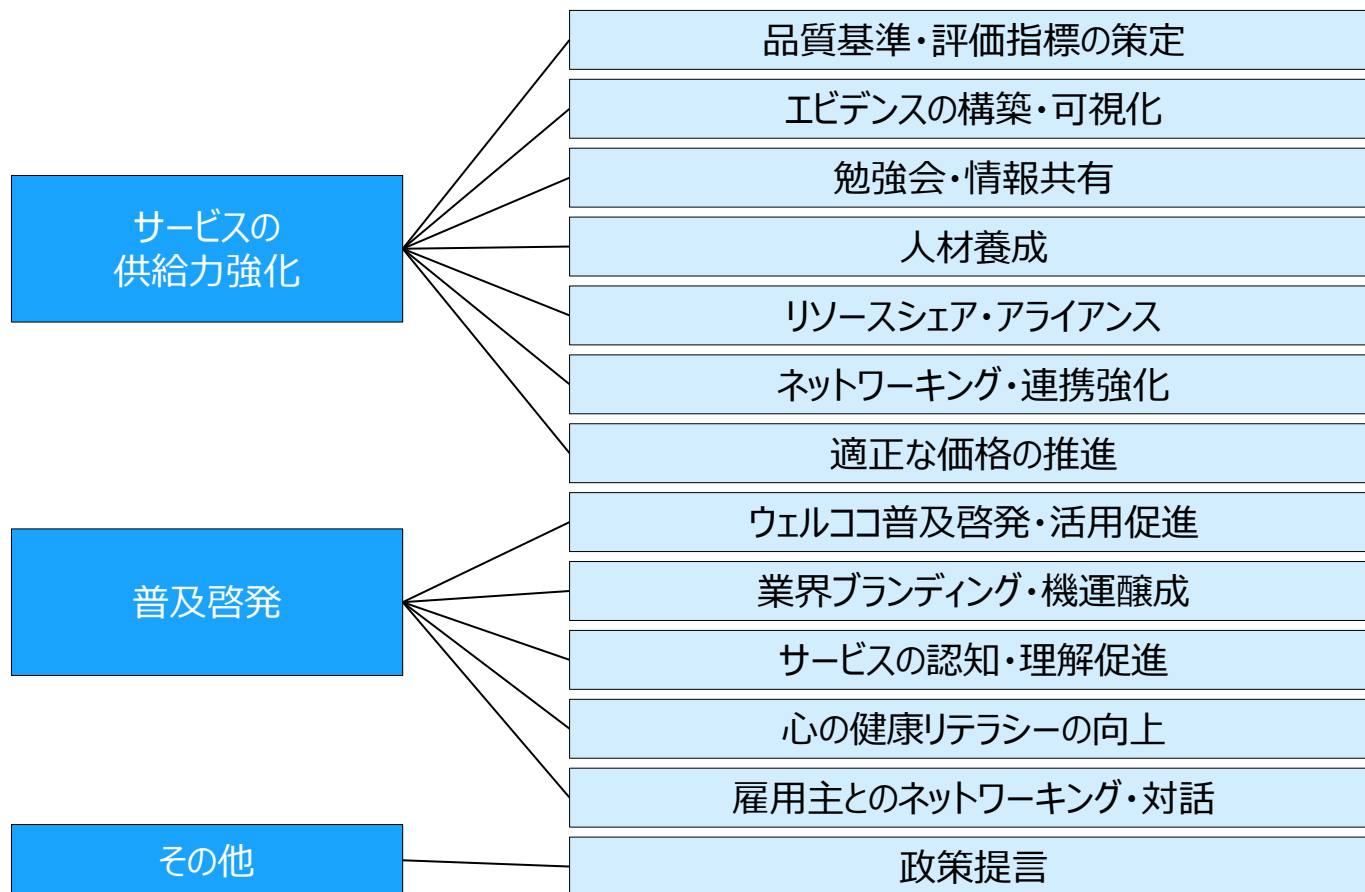 サービスの
供給力強化
品質基準・評価指標の策定
エビデンスの構築・可視化
勉強会・情報共有
人材養成
リソースシェア・アライアンス
ネットワーキング・連携強化
適正な価格の推進
普及啓発
ウェルココ普及啓発・活用促進
業界ブランディング・機運醸成
サービスの認知・理解促進
心の健康リテラシーの向上
雇用主とのネットワーキング・対話
その他
政策提言